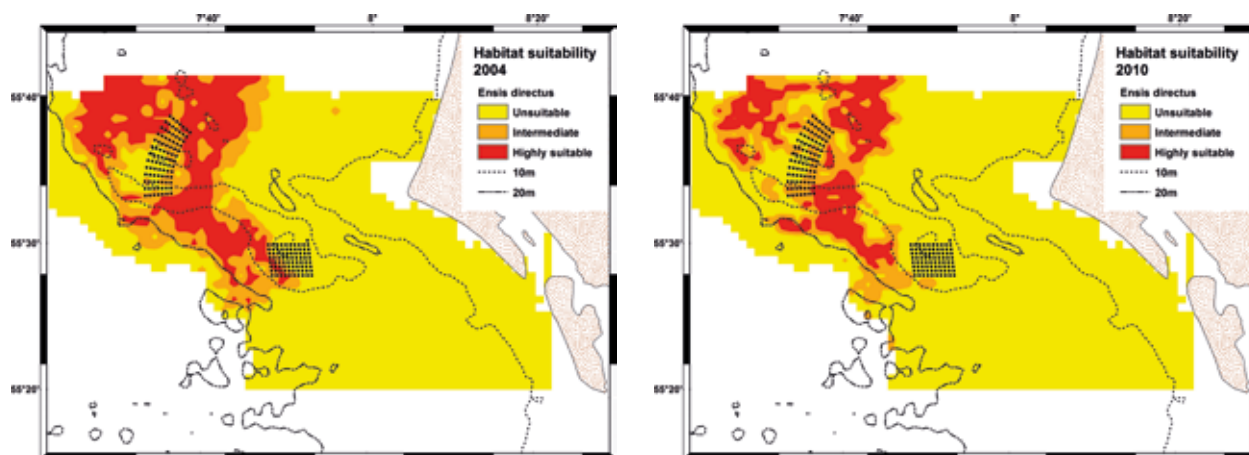 7°40' 8° 8°20'
Habitat suitability
2004
Ensis directus
Unsuitable
Intermediate
Highly suitable
10m
20m
55°40'
55°30'
55°20'
7°40' 8° 8°20'
Habitat suitability
2010
Ensis directus
Unsuitable
Intermediate
Highly suitable
10m
20m
55°40'
55°30'
55°20'